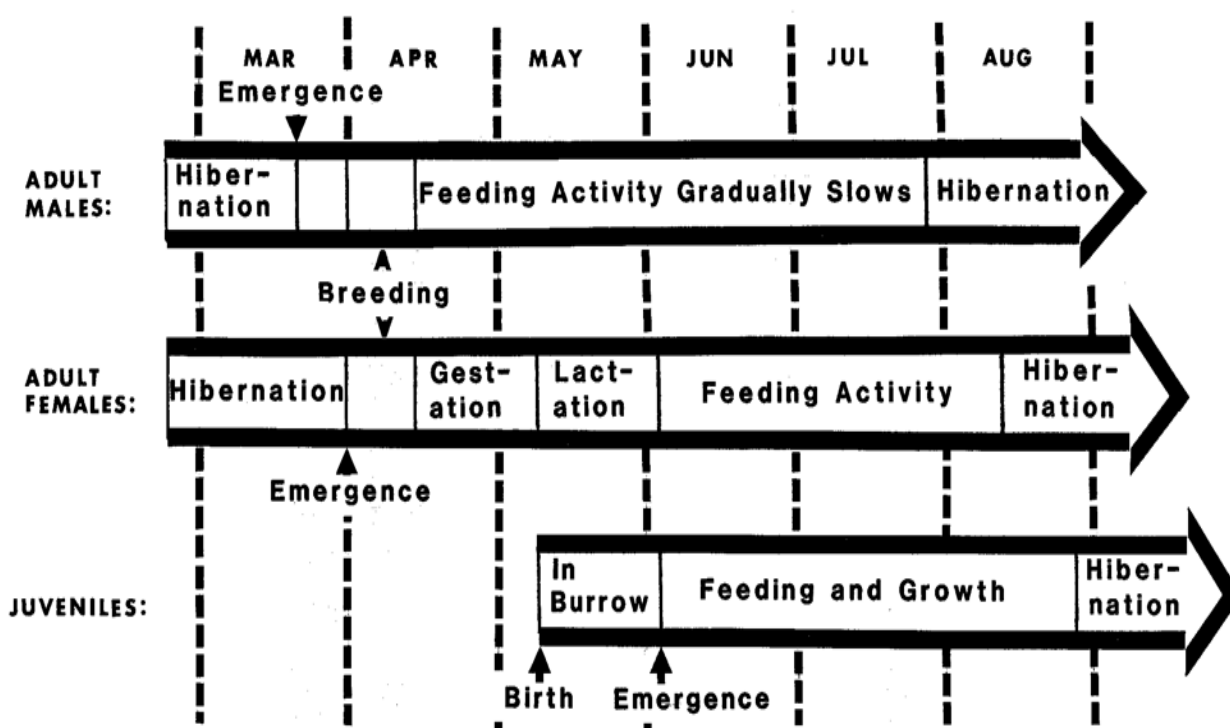 MAR APR MAY JUN JUL AUG
Emergence
ADULT
MALES:
Hiber-
nation
Feeding Activity Gradually Slows
Hibernation
Breeding
ADULT
FEMALES:
Hibernation
Gest-
ation
Lact-
ation
Feeding Activity
Hiber-
nation
Emergence
JUVENILES:
In
Burrow
Feeding and Growth
Hiber-
nation
Birth
Emergence